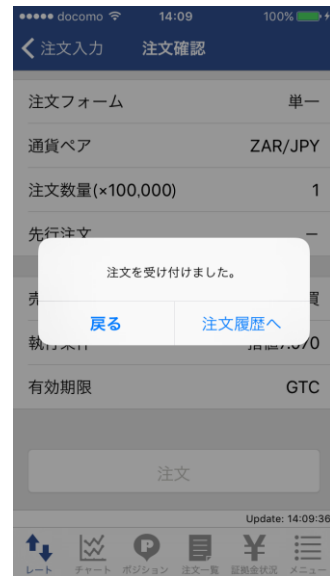 docomo 14:09 100%
注文入力 注文確認
注文フォーム 単一
通貨ペア ZAR/JPY
注文数量(×100,000) 1
先行注文 –
注文を受け付けました。
戻る 注文履歴へ
買
有効期限 GTC
注文
Update: 14:09:36
レート チャート ポジション 注文一覧 証拠金状況 メニュー